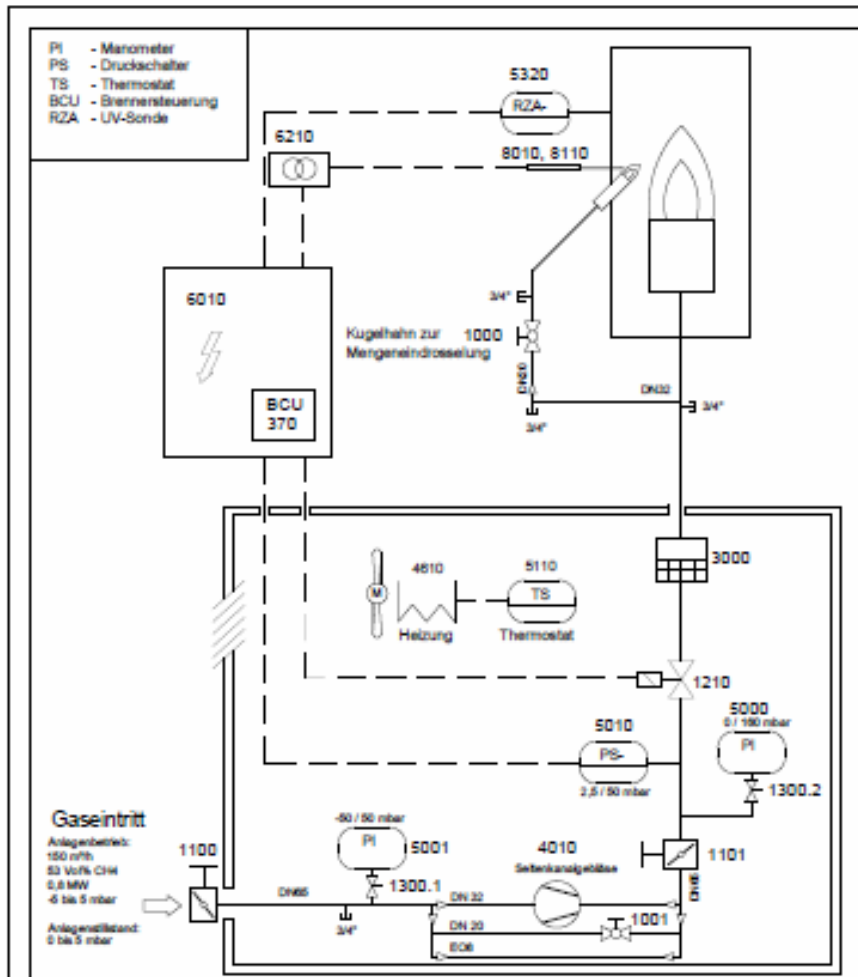 PI - Manometer
PS - Druckschalter
TS - Thermostat
BCU - Brennersteuerung
RZA - UV-Sonde
5320
RZA-
6210
8010, 8110
6010
3/4"
Kugelhahn zur
Mengeneindrosselung
1000
DN20
DN32
3/4"
3/4"
BCU
370
3000
4610
5110
M
TS
Heizung
Thermostat
1210
5000
0 / 160 mbar
5010
PI
PS-
2,5 / 50 mbar
1300.2
Gaseintritt
Anlagenbetrieb:
150 m³/h
53 Vol% CH4
0,8 MW
-5 bis 5 mbar
Anlagenstillstand:
0 bis 5 mbar
1100
-50 / 50 mbar
PI
5001
4010
Seitenkanalgebläse
1101
1300.1
DN65
DN65
DN 32
3/4"
DN 20
1001